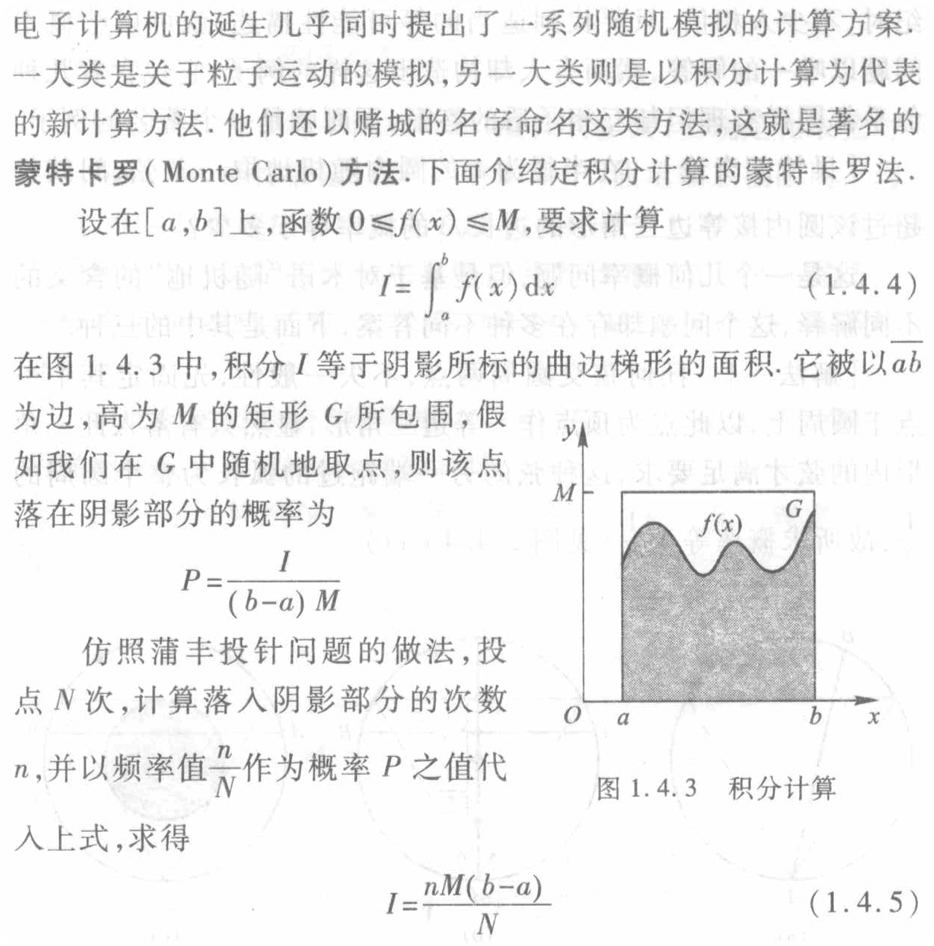 电子计算机的诞生几乎同时提出了一系列随机模拟的计算方案.
一大类是关于粒子运动的模拟,另一大类则是以积分计算为代表
的新计算方法. 他们还以赌城的名字命名这类方法,这就是著名的
蒙特卡罗(Monte Carlo)方法. 下面介绍定积分计算的蒙特卡罗法.
设在[a,b]上,函数 0≤f(x)≤M,要求计算
I=∫_a^b f(x)dx (1.4.4)
在图 1.4.3 中,积分 I 等于阴影所标的曲边梯形的面积. 它被以 \overline{ab}
为边,高为 M 的矩形 G 所包围. 假
如我们在 G 中随机地取点, 则该点
落在阴影部分的概率为
P=\frac{I}{(b-a) M}
仿照蒲丰投针问题的做法,投
点 N 次,计算落入阴影部分的次数
n,并以频率值\frac{n}{N}作为概率 P 之值代
入上式,求得
I=\frac{nM(b-a)}{N} (1.4.5)
y
M
G
f(x)
O a b x
图 1.4.3 积分计算